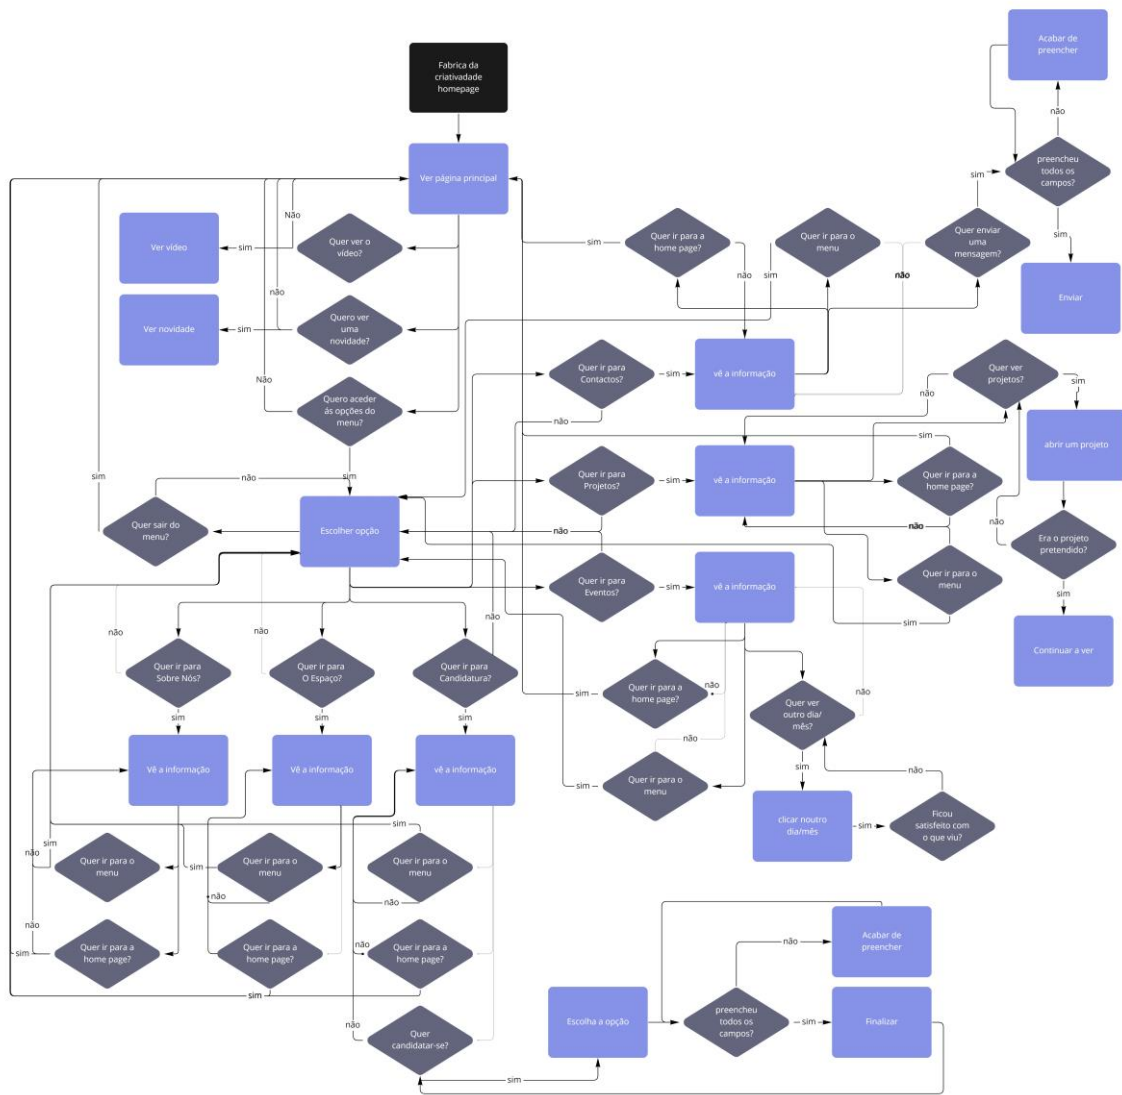 Fabrica da
criativadade
homepage
Acabar de
preencher
não
Ver página principal
preencheu
todos os
campos?
sim
sim
Não
Ver vídeo
sim
Quer ver o
vídeo?
sim
Quer ir para a
home page?
Quer ir para o
menu
Quer enviar
uma
mensagem?
não
não
sim
não
Enviar
Ver novidade
sim
Quero ver
uma
novidade?
Quer ir para
Contactos?
sim
vê a informação
Quer ver
projetos?
sim
Não
Quero aceder
ás opções do
menu?
não
não
abrir um projeto
sim
não
sim
Quer ir para
Projetos?
sim
vê a informação
sim
Quer ir para a
home page?
Quer sair do
menu?
Escolher opção
não
não
não
Era o projeto
pretendido?
Quer ir para
Eventos?
sim
vê a informação
Quer ir para o
menu
sim
sim
não
não
não
Quer ir para
Sobre Nós?
Quer ir para
O Espaço?
Quer ir para
Candidatura?
Continuar a ver
não
sim
Quer ir para a
home page?
não
Quer ver
outro dia/
mês?
sim
sim
sim
não
Vê a informação
Vê a informação
vê a informação
sim
Quer ir para o
menu
sim
não
clicar noutro
dia/mês
sim
Ficou
satisfeito com
o que viu?
sim
sim
não
Quer ir para o
menu
sim
Quer ir para o
menu
Quer ir para o
menu
não
não
não
não
sim
Quer ir para a
home page?
Quer ir para a
home page?
Quer ir para a
home page?
não
Acabar de
preencher
sim
sim
não
Quer
candidatar-se?
Escolha a opção
preencheu
todos os
campos?
sim
Finalizar
sim